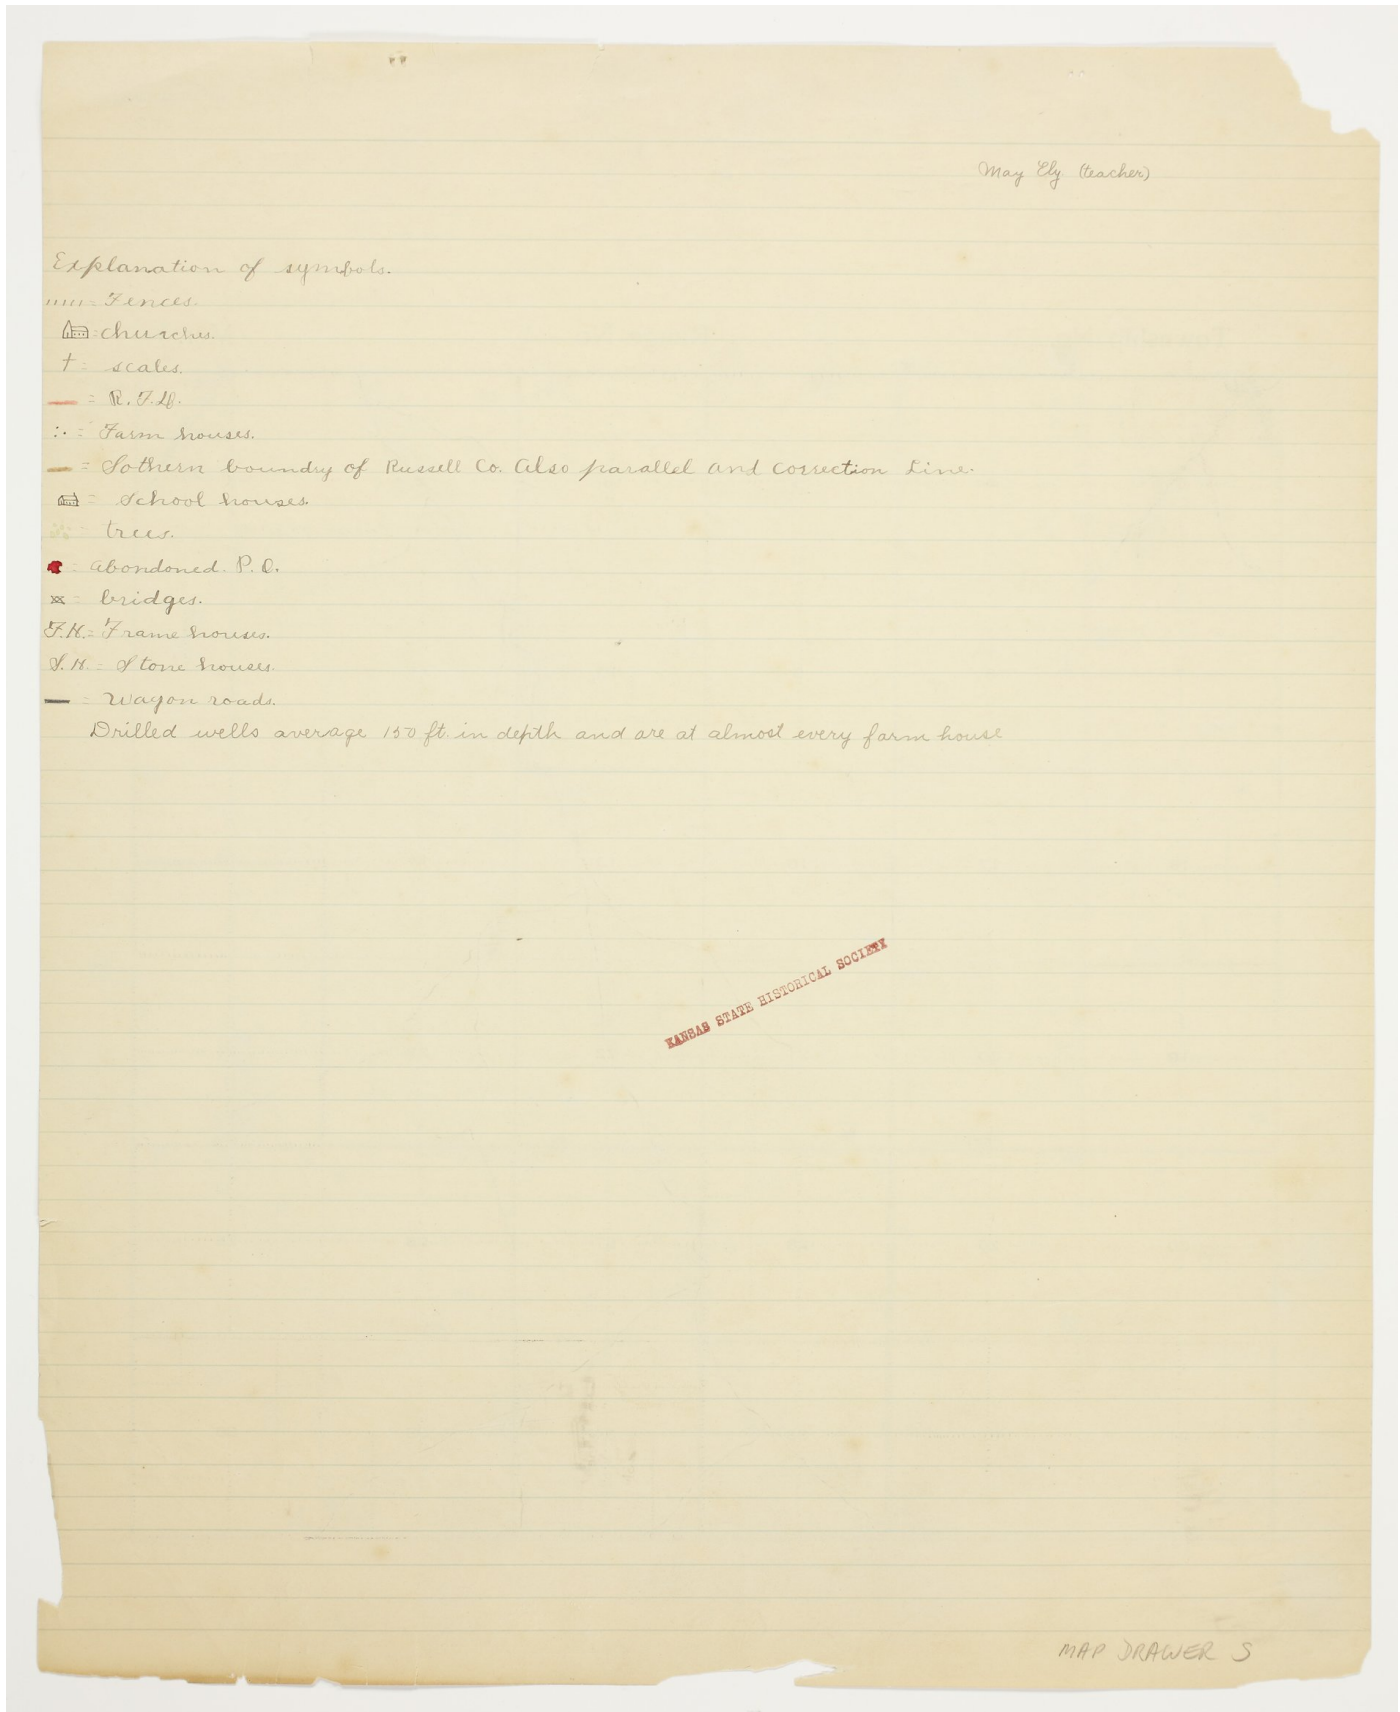 May Ely (teacher)
Explanation of symbols.
= Fences.
= churches.
= scales.
= R.F.D.
= Farm houses.
= Sothern boundry of Russell Co. Also parallel and correction Line.
= School houses.
= trees.
= abondoned P.O.
= bridges.
F.H. = Frame houses.
S.H. = Stone houses.
= Wagon roads.
Drilled wells average 150 ft. in depth and are at almost every farm house
KANSAS STATE HISTORICAL SOCIETY
MAP DRAWER S